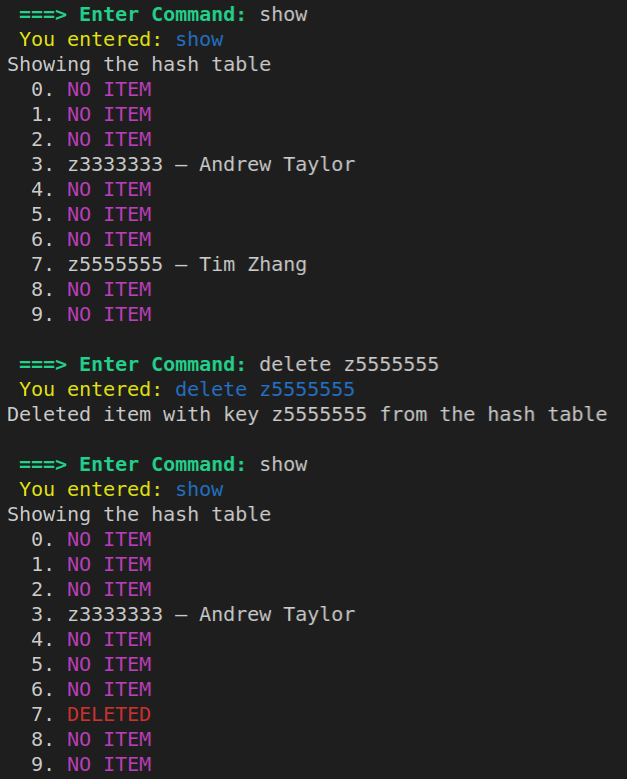 ===> Enter Command: show
You entered: show
Showing the hash table
0. NO ITEM
1. NO ITEM
2. NO ITEM
3. z3333333 — Andrew Taylor
4. NO ITEM
5. NO ITEM
6. NO ITEM
7. z5555555 — Tim Zhang
8. NO ITEM
9. NO ITEM
===> Enter Command: delete z5555555
You entered: delete z5555555
Deleted item with key z5555555 from the hash table
===> Enter Command: show
You entered: show
Showing the hash table
0. NO ITEM
1. NO ITEM
2. NO ITEM
3. z3333333 — Andrew Taylor
4. NO ITEM
5. NO ITEM
6. NO ITEM
7. DELETED
8. NO ITEM
9. NO ITEM